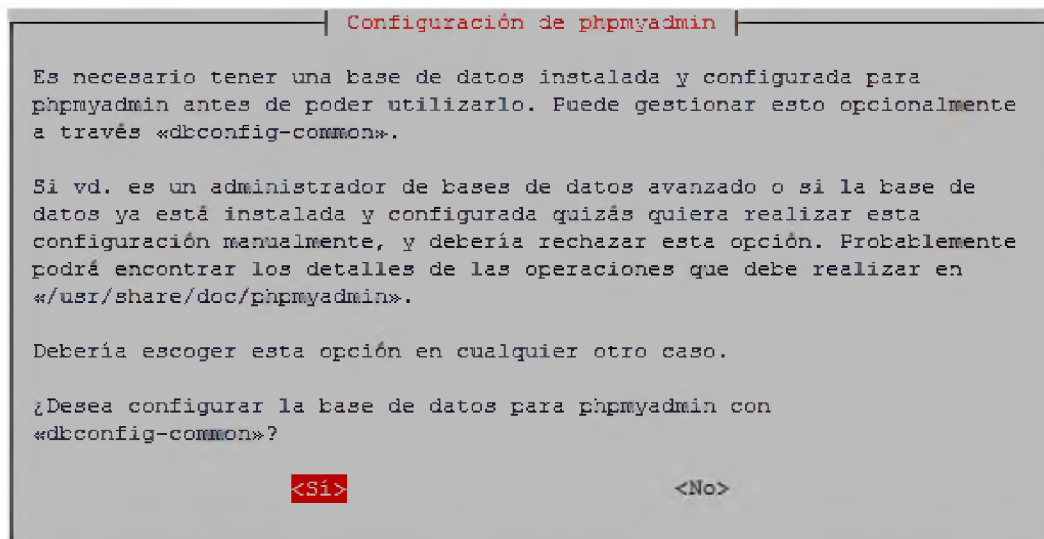 Configuración de phpmyadmin
Es necesario tener una base de datos instalada y configurada para
phpmyadmin antes de poder utilizarlo. Puede gestionar esto opcionalmente
a través «dbconfig-common».
Si vd. es un administrador de bases de datos avanzado o si la base de
datos ya está instalada y configurada quizás quiera realizar esta
configuración manualmente, y debería rechazar esta opción. Probablemente
podrá encontrar los detalles de las operaciones que debe realizar en
«/usr/share/doc/phpmyadmin».
Debería escoger esta opción en cualquier otro caso.
¿Desea configurar la base de datos para phpmyadmin con
«dbconfig-common»?
<Sí> <No>